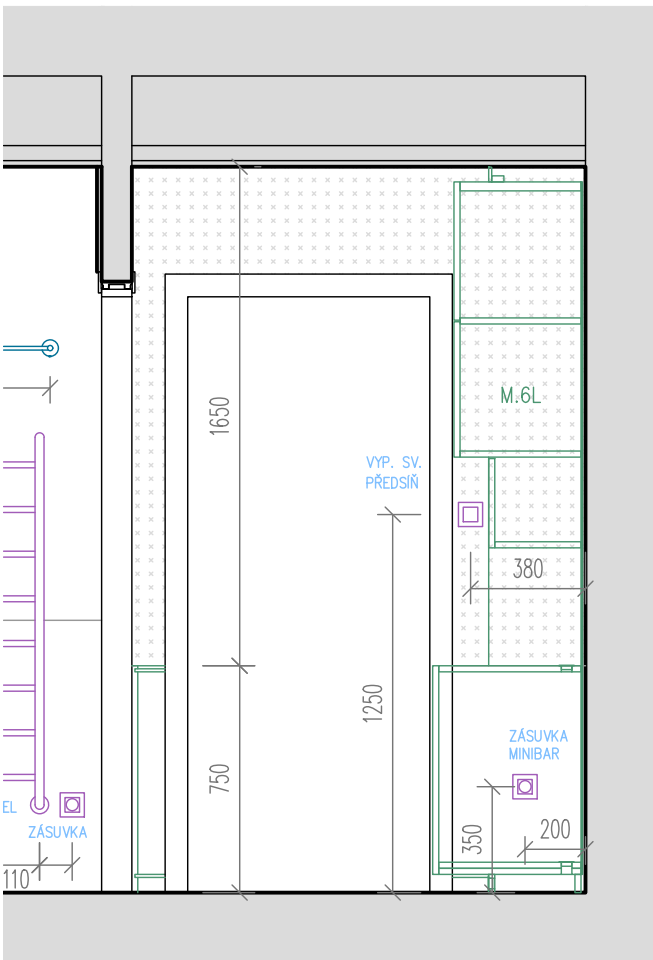 M.6L
1650
VYP. SV.
PŘEDSÍŇ
380
1250
ZÁSUVKA
MINIBAR
750
EL
ZÁSUVKA
350
200
110